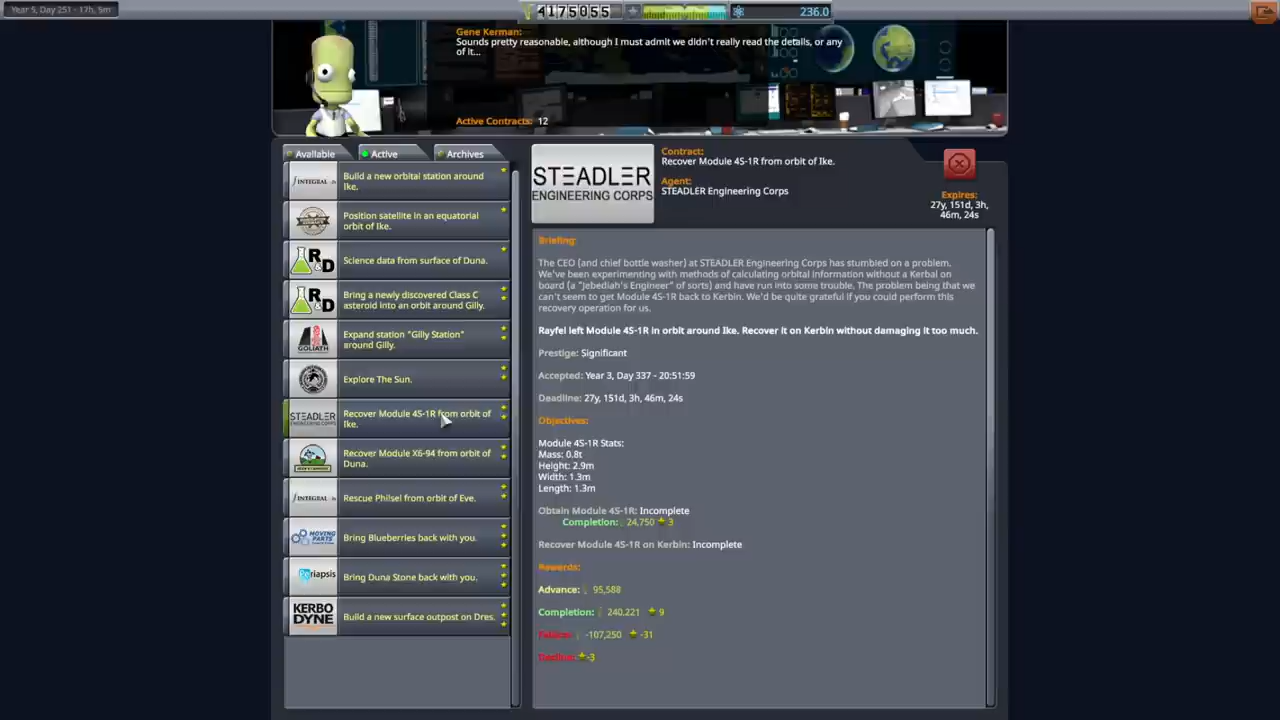 Year 5, Day 251 - 17h, 5m
4175055
236.0
Gene Kerman:
Sounds pretty reasonable, although I must admit we didn't really read the details, or any
of it...
Active Contracts: 12
Available
Active
Archives
INTEGRAL
Build a new orbital station around
Ike.
Position satellite in an equatorial
orbit of Ike.
R&D
Science data from surface of Duna.
R&D
Bring a newly discovered Class C
asteroid into an orbit around Gilly.
GOLIATH
Expand station "Gilly Station"
around Gilly.
Explore The Sun.
STEADLER
ENGINEERING CORPS
Recover Module 4S-1R from orbit of
Ike.
Recover Module X6-94 from orbit of
Duna.
INTEGRAL
Rescue Philsel from orbit of Eve.
MOVING
PARTS
Bring Blueberries back with you.
Periapsis
Bring Duna Stone back with you.
KERBO
DYNE
Build a new surface outpost on Dres.
STEADLER
ENGINEERING CORPS
Contract:
Recover Module 4S-1R from orbit of Ike.
Agent:
STEADLER Engineering Corps
Expires:
27y, 151d, 3h,
46m, 24s
Briefing:
The CEO (and chief bottle washer) at STEADLER Engineering Corps has stumbled on a problem.
We've been experimenting with methods of calculating orbital information without a Kerbal on
board (a "Jebediah's Engineer" of sorts) and have run into some trouble. The problem being that we
can't seem to get Module 4S-1R back to Kerbin. We'd be quite grateful if you could perform this
recovery operation for us.
Rayfel left Module 4S-1R in orbit around Ike. Recover it on Kerbin without damaging it too much.
Prestige: Significant
Accepted: Year 3, Day 337 - 20:51:59
Deadline: 27y, 151d, 3h, 46m, 24s
Objectives:
Module 4S-1R Stats:
Mass: 0.8t
Height: 2.9m
Width: 1.3m
Length: 1.3m
Obtain Module 4S-1R: Incomplete
Completion: 24,750 3
Recover Module 4S-1R on Kerbin: Incomplete
Rewards:
Advance: 95,588
Completion: 240,221 9
Failure: -107,250 -31
Decline: -3